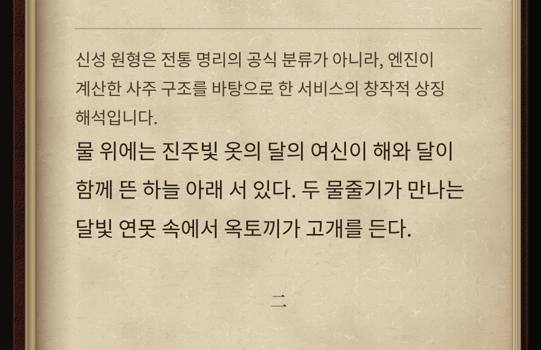 신성 원형은 전통 명리의 공식 분류가 아니라, 엔진이
계산한 사주 구조를 바탕으로 한 서비스의 창작적 상징
해석입니다.
물 위에는 진주빛 옷의 달의 여신이 해와 달이
함께 뜬 하늘 아래 서 있다. 두 물줄기가 만나는
달빛 연못 속에서 옥토끼가 고개를 든다.
二